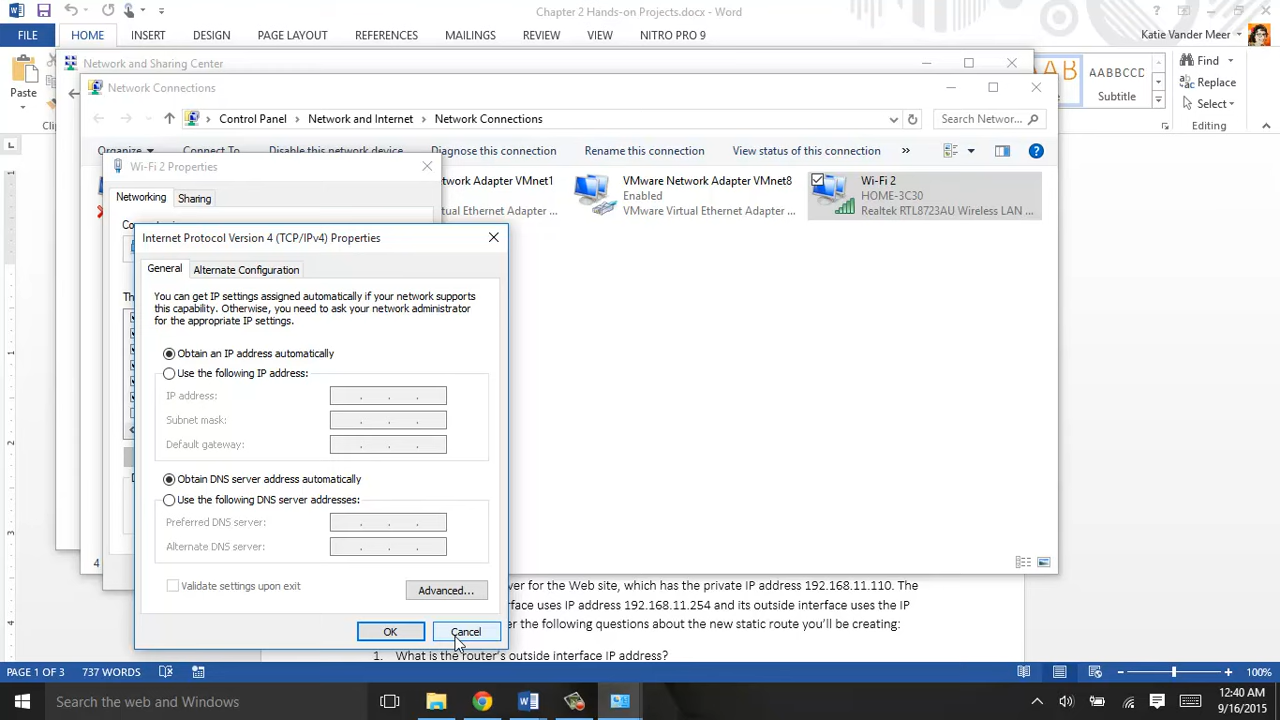 Chapter 2 Hands-on Projects.docx - Word
FILE
HOME
INSERT
DESIGN
PAGE LAYOUT
REFERENCES
MAILINGS
REVIEW
VIEW
NITRO PRO 9
Katie Vander Meer
Paste
AABBCCD
Subtitle
Find
Replace
Select
Editing
Network and Sharing Center
Network Connections
Control Panel > Network and Internet > Network Connections
Search Networ...
Organize
Connect To
Disable this network device
Diagnose this connection
Rename this connection
View status of this connection
»
etwork Adapter VMnet1
rtual Ethernet Adapter ...
VMware Network Adapter VMnet8
Enabled
VMware Virtual Ethernet Adapter ...
Wi-Fi 2
HOME-3C30
Realtek RTL8723AU Wireless LAN ...
Wi-Fi 2 Properties
Networking
Sharing
Internet Protocol Version 4 (TCP/IPv4) Properties
General
Alternate Configuration
You can get IP settings assigned automatically if your network supports
this capability. Otherwise, you need to ask your network administrator
for the appropriate IP settings.
Obtain an IP address automatically
Use the following IP address:
IP address:
Subnet mask:
Default gateway:
Obtain DNS server address automatically
Use the following DNS server addresses:
Preferred DNS server:
Alternate DNS server:
Validate settings upon exit
Advanced...
OK
Cancel
4
ver for the Web site, which has the private IP address 192.168.11.110. The
rface uses IP address 192.168.11.254 and its outside interface uses the IP
er the following questions about the new static route you'll be creating:
1. What is the router's outside interface IP address?
PAGE 1 OF 3
737 WORDS
100%
Search the web and Windows
12:40 AM
9/16/2015